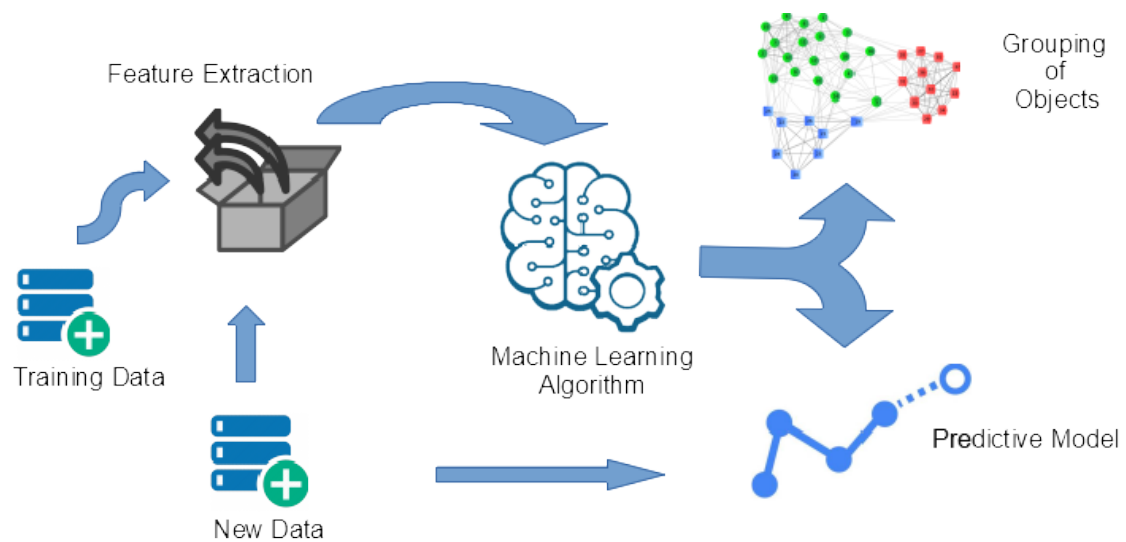 Feature Extraction
Grouping
of
Objects
Training Data
Machine Learning
Algorithm
Predictive Model
New Data